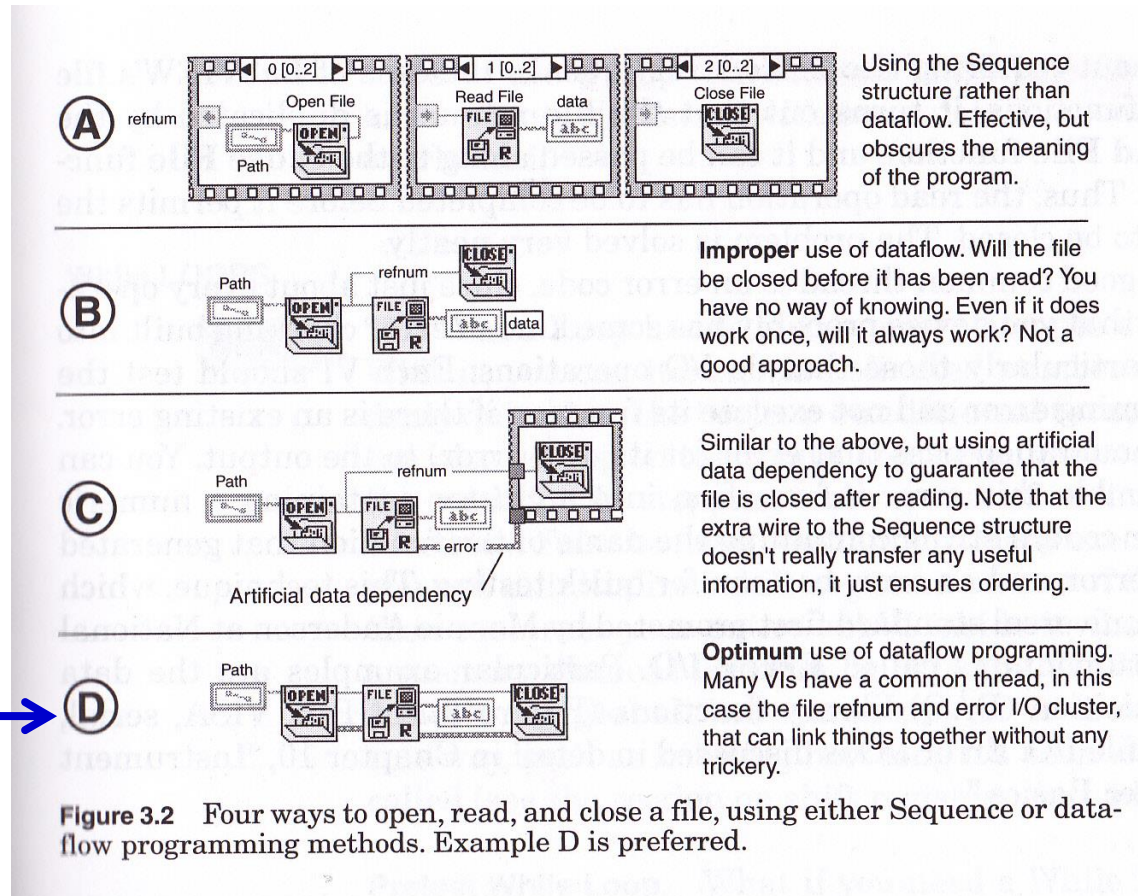 A
refnum
0 [0..2]
Open File
OPEN
Path
1 [0..2]
Read File
FILE
R
data
abc
2 [0..2]
Close File
CLOSE
Using the Sequence
structure rather than
dataflow. Effective, but
obscures the meaning
of the program.
B
Path
OPEN
refnum
FILE
R
CLOSE
abc
data
Improper use of dataflow. Will the file
be closed before it has been read? You
have no way of knowing. Even if it does
work once, will it always work? Not a
good approach.
C
Path
OPEN
refnum
FILE
R
abc
error
CLOSE
Artificial data dependency
Similar to the above, but using artificial
data dependency to guarantee that the
file is closed after reading. Note that the
extra wire to the Sequence structure
doesn't really transfer any useful
information, it just ensures ordering.
D
Path
OPEN
FILE
R
abc
CLOSE
Optimum use of dataflow programming.
Many VIs have a common thread, in this
case the file refnum and error I/O cluster,
that can link things together without any
trickery.
Figure 3.2 Four ways to open, read, and close a file, using either Sequence or data-
flow programming methods. Example D is preferred.